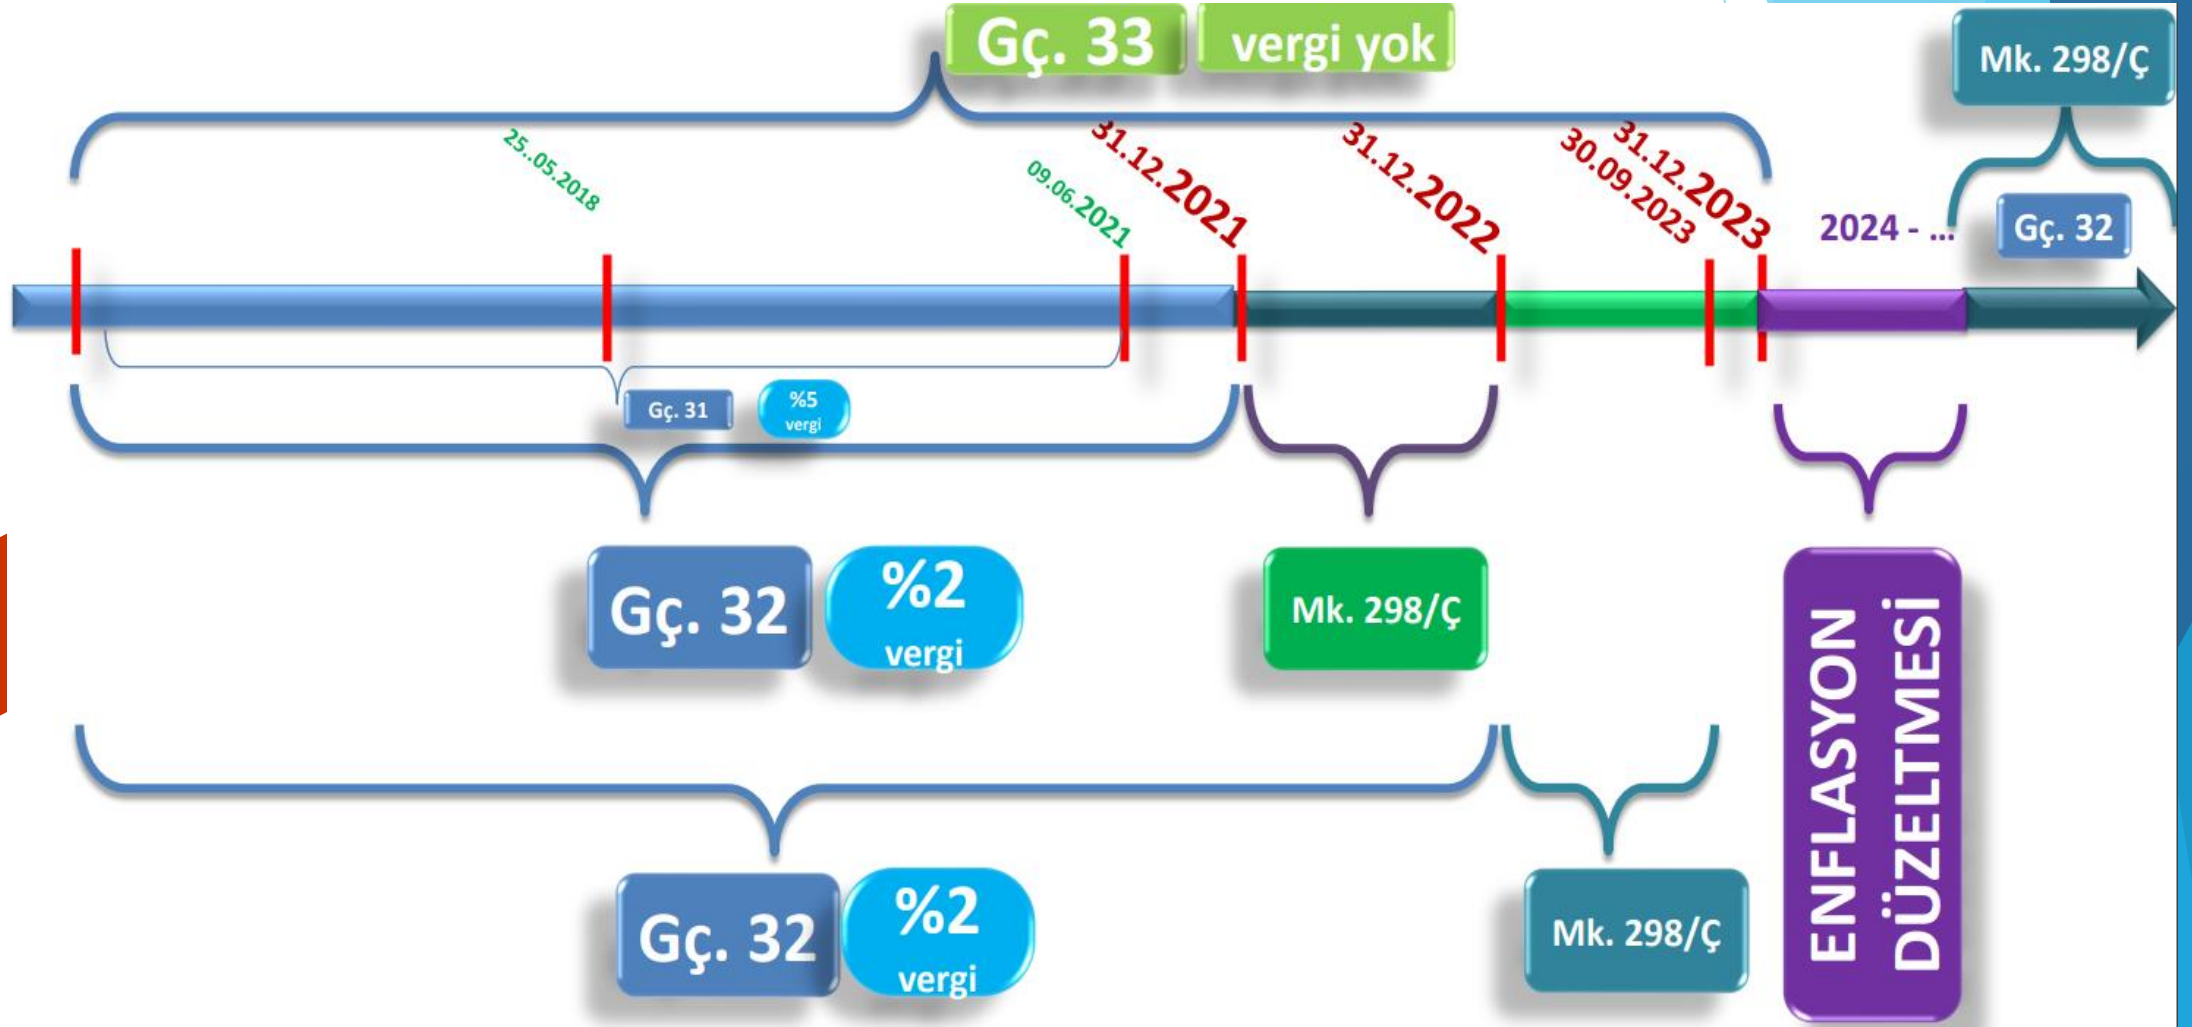 Gç. 33
vergi yok
Mk. 298/Ç
25..05.2018
09.06.2021
31.12.2021
31.12.2022
30.09.2023
31.12.2023
2024 - ...
Gç. 32
Gç. 31
%5
vergi
Gç. 32
%2
vergi
Mk. 298/Ç
ENFLASYON
DÜZELTMESİ
Gç. 32
%2
vergi
Mk. 298/Ç